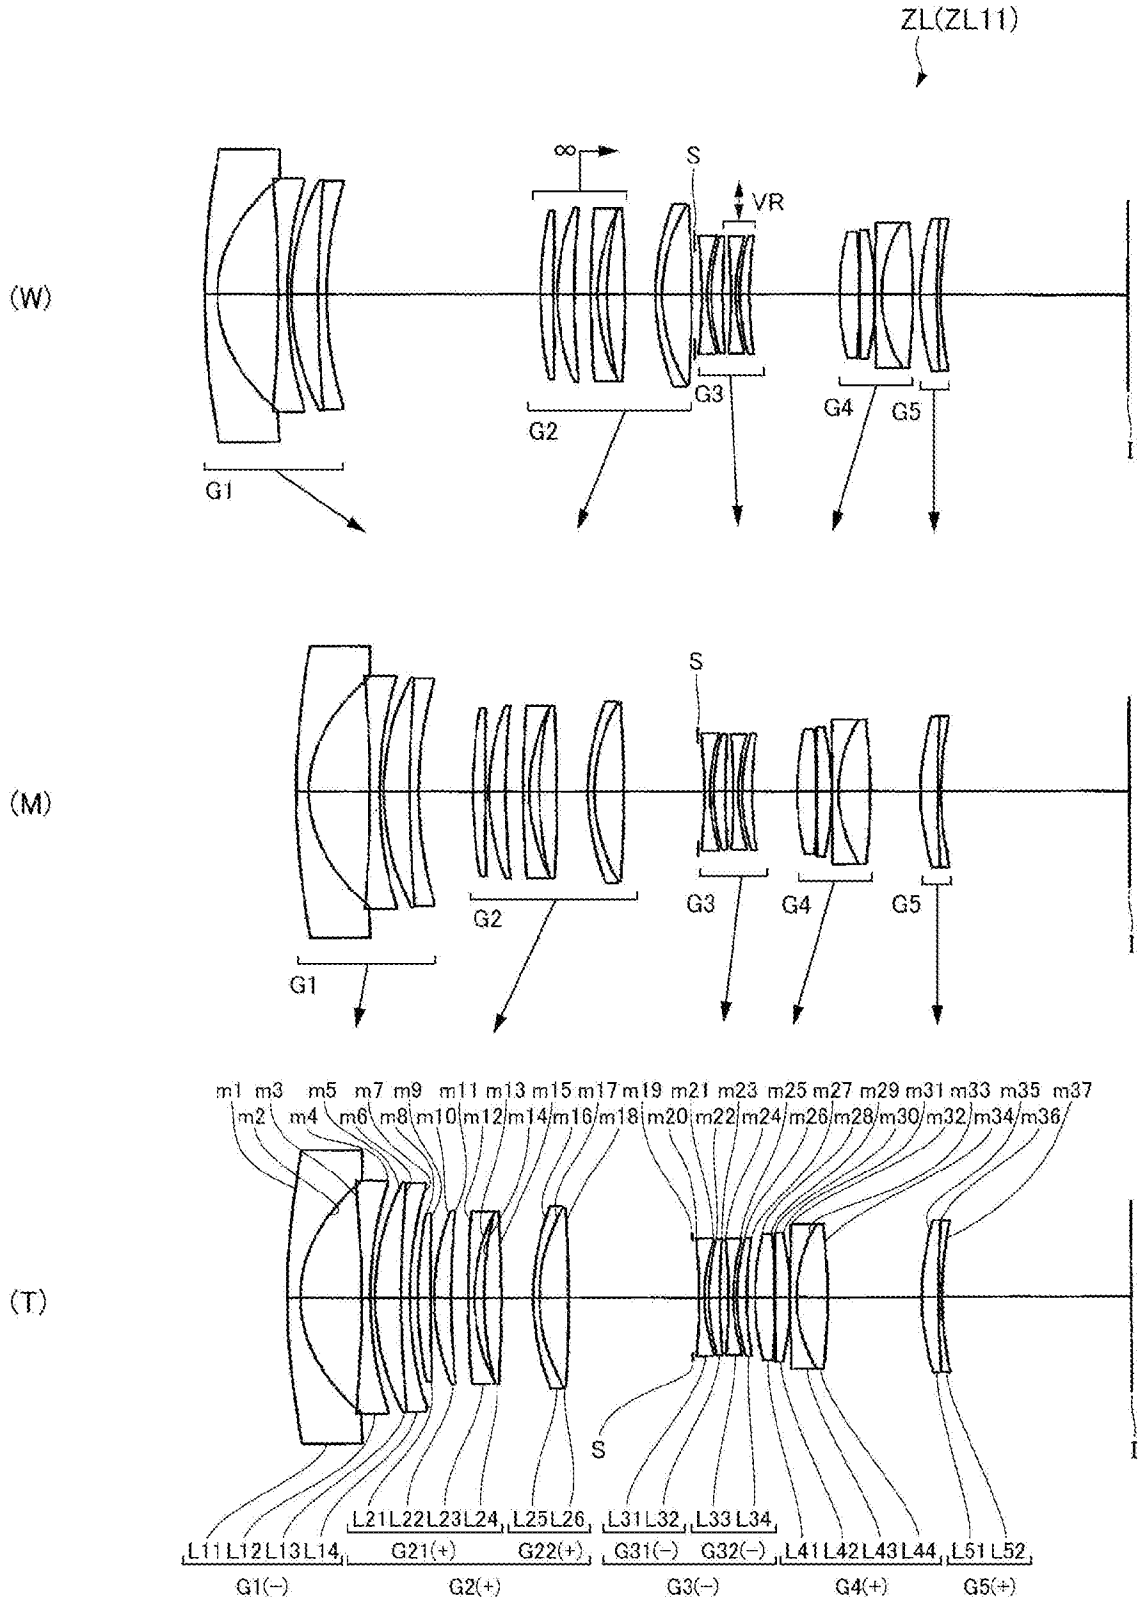 ZL(ZL11)
∞ S VR
(W)
G3 G4 G5
G2 I
G1
S
(M)
G2 G3 G4 G5
G1 I
m1 m3 m5 m7 m9 m11 m13 m15 m17 m19 m21 m23 m25 m27 m29 m31 m33 m35 m37
m2 m4 m6 m8 m10 m12 m14 m16 m18 m20 m22 m24 m26 m28 m30 m32 m34 m36
(T)
S I
L21 L22 L23 L24 L25 L26 L31 L32 L33 L34
L11 L12 L13 L14 G21(+) G22(+) G31(-) G32(-) L41 L42 L43 L44 L51 L52
G1(-) G2(+) G3(-) G4(+) G5(+)